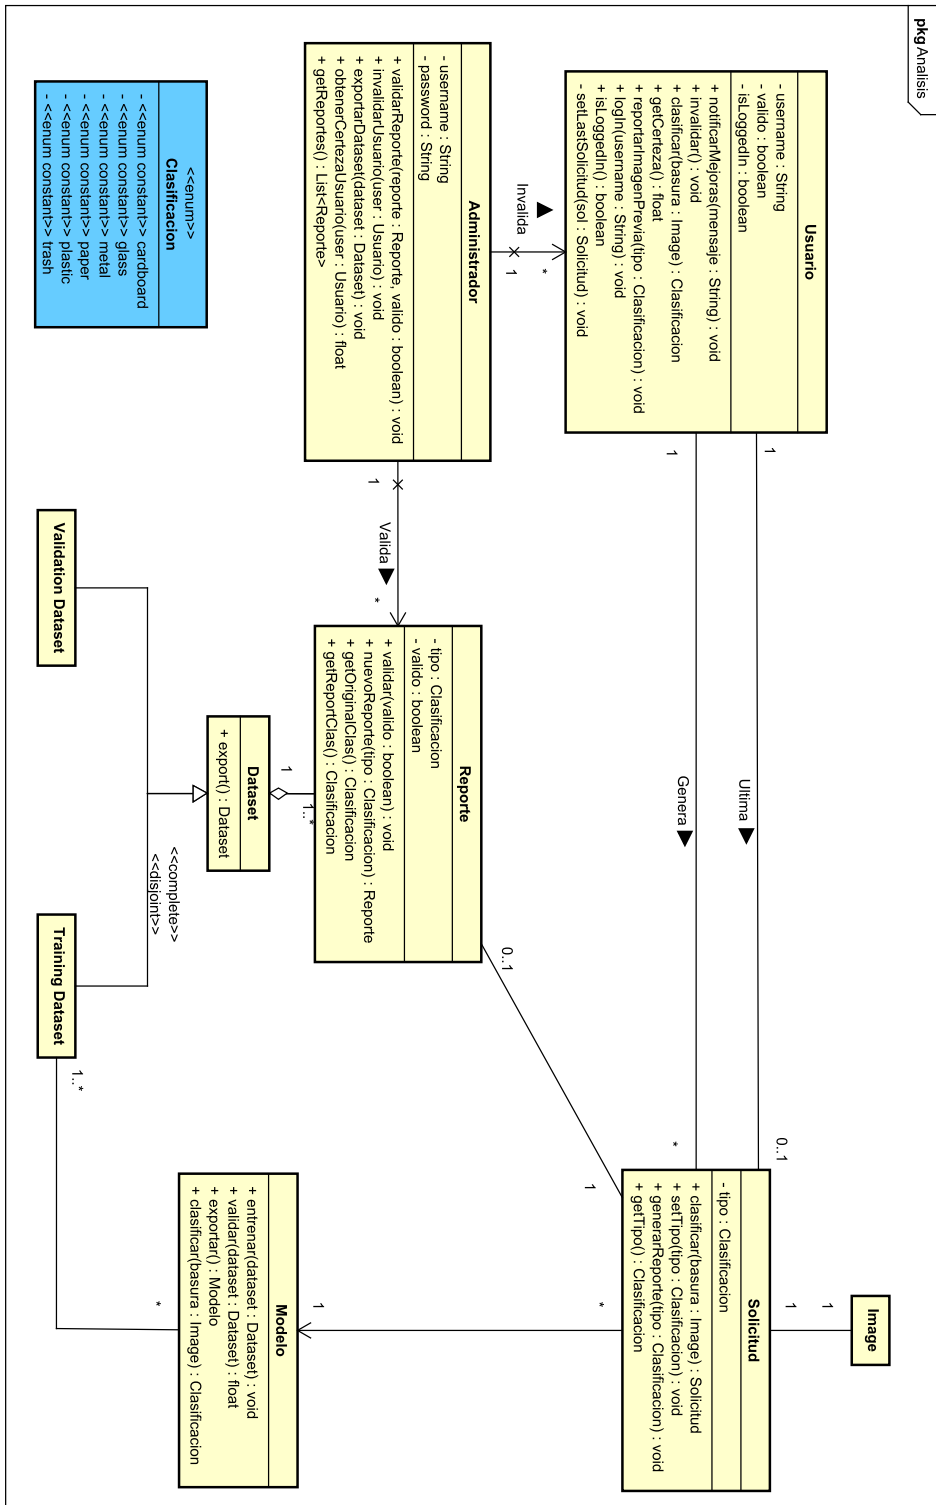 pkg Analisis
Usuario
- username : String
- valido : boolean
- isLoggedIn : boolean
+ notificarMejoras(mensaje : String) : void
+ invalidar() : void
+ clasificar(basura : Image) : Clasificacion
+ getCerteza() : float
+ reportarImagenPrevia(tipo : Clasificacion) : void
+ logIn(username : String) : void
+ isLoggedIn() : boolean
- setLastSolicitud(sol : Solicitud) : void
1
Ultima
0..1
1
Genera
*
Image
1
1
Solicitud
- tipo : Clasificacion
+ clasificar(basura : Image) : Solicitud
+ setTipo(tipo : Clasificacion) : void
+ generarReporte(tipo : Clasificacion) : void
+ getTipo() : Clasificacion
Invalida
*
1
Administrador
- username : String
- password : String
+ validarReporte(reporte : Reporte, valido : boolean) : void
+ invalidarUsuario(user : Usuario) : void
+ exportarDataset(dataset : Dataset) : void
+ obtenerCertezaUsuario(user : Usuario) : float
+ getReportes() : List<Reporte>
1
Valida
*
Reporte
- tipo : Clasificacion
- valido : boolean
+ validar(valido : boolean) : void
+ nuevoReporte(tipo : Clasificacion) : Reporte
+ getOriginalClas() : Clasificacion
+ getReportClas() : Clasificacion
0..1
1
1
1..*
Dataset
+ export() : Dataset
*
1
Modelo
+ entrenar(dataset : Dataset) : void
+ validar(dataset : Dataset) : float
+ exportar() : Modelo
+ clasificar(basura : Image) : Clasificacion
<<enum>>
Clasificacion
- <<enum constant>> cardboard
- <<enum constant>> glass
- <<enum constant>> metal
- <<enum constant>> paper
- <<enum constant>> plastic
- <<enum constant>> trash
<<complete>>
<<disjoint>>
Validation Dataset
Training Dataset
1..*
*